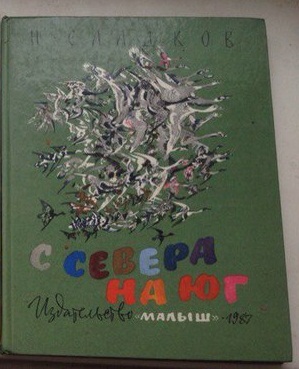 Н. СЛАДКОВ
С СЕВЕРА
НА ЮГ
Издательство «МАЛЫШ» · 1987